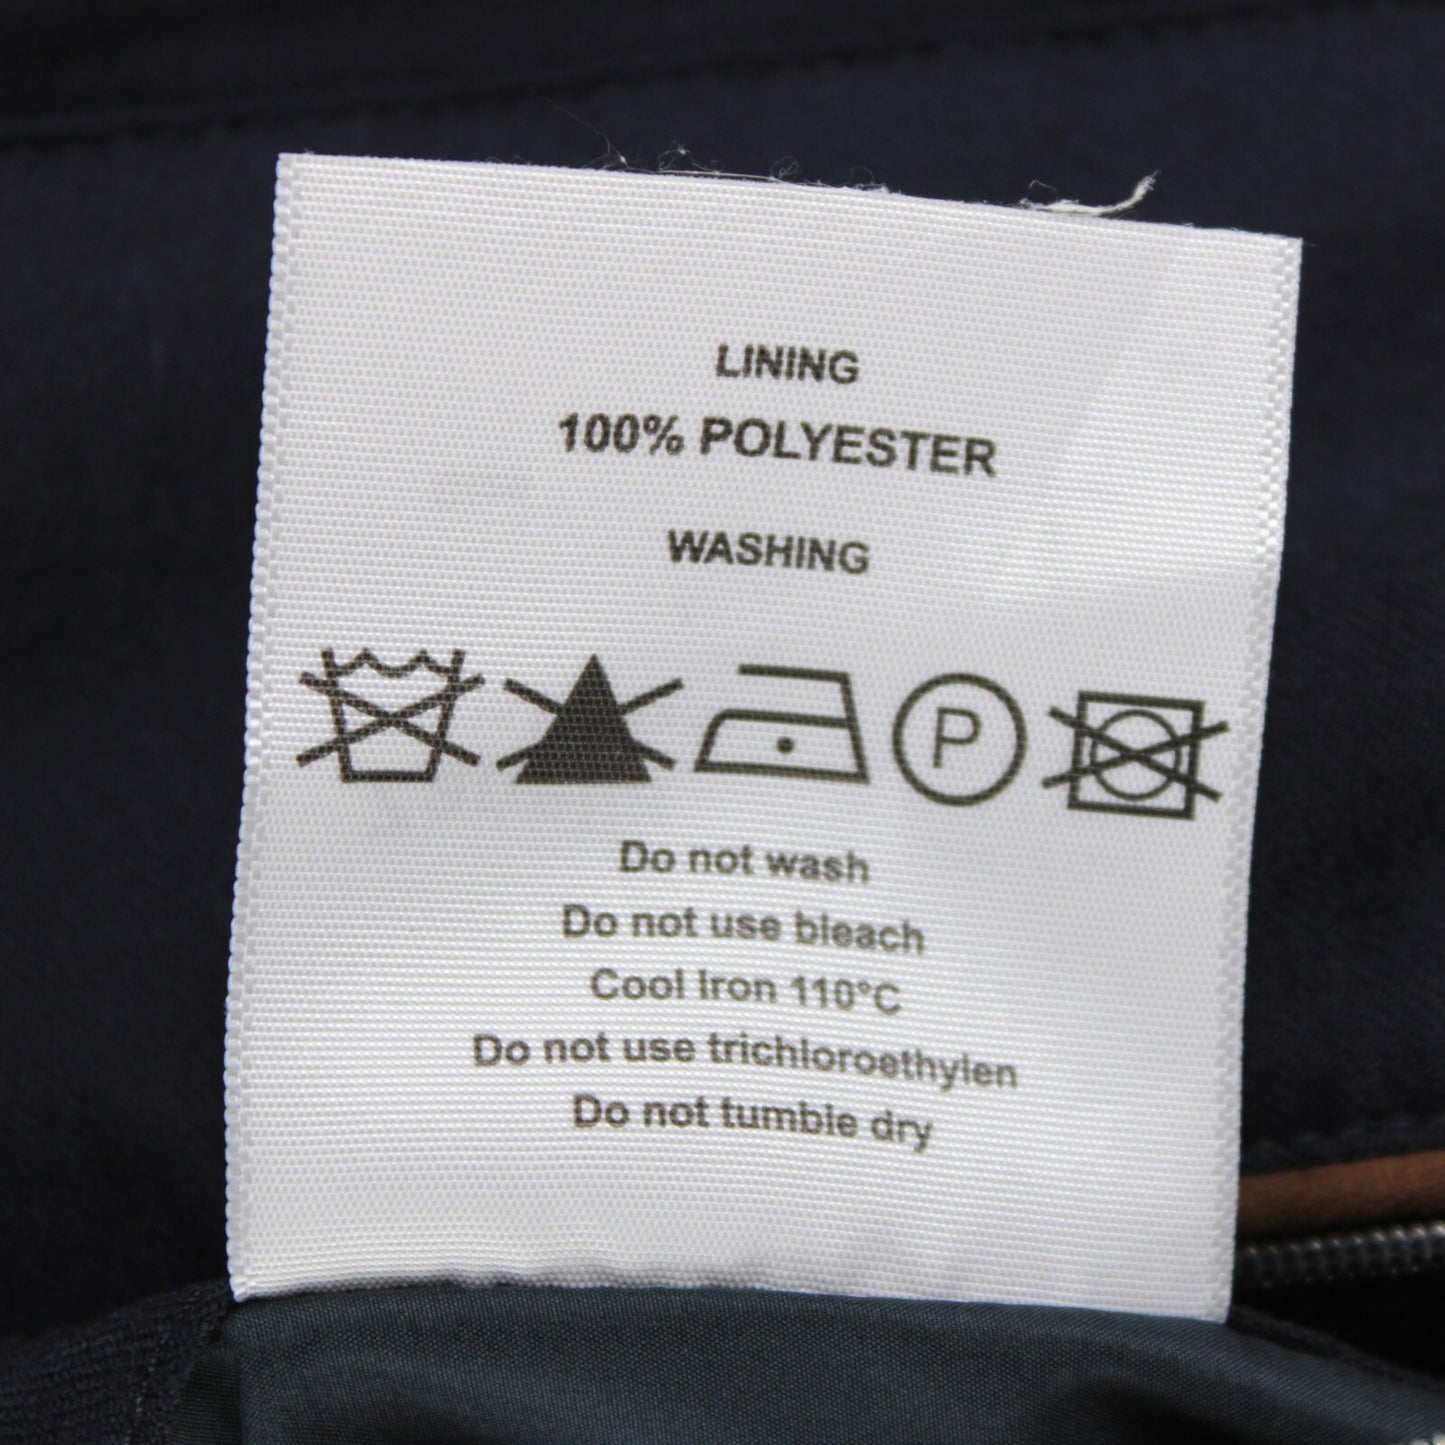 LINING
100% POLYESTER
WASHING
P
Do not wash
Do not use bleach
Cool Iron 110°C
Do not use trichloroethylen
Do not tumble dry